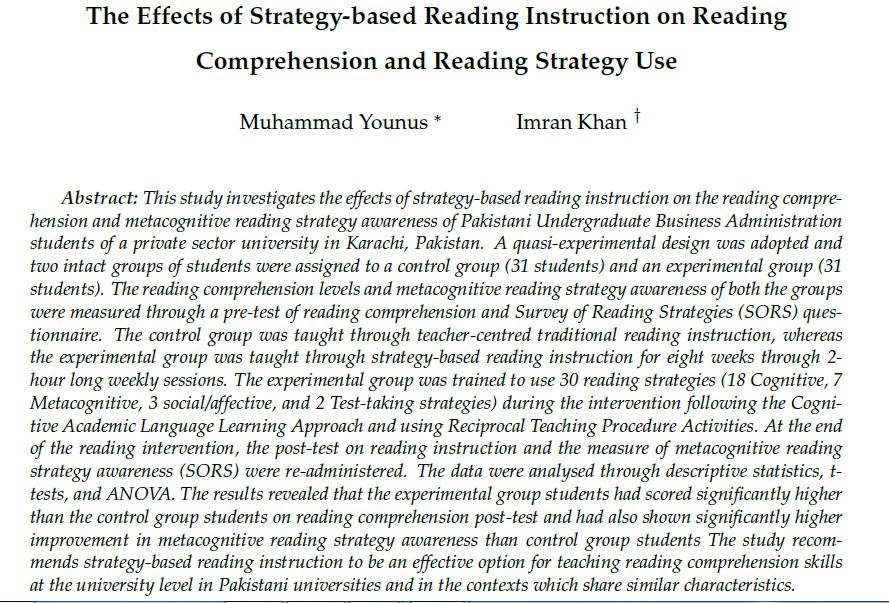 The Effects of Strategy-based Reading Instruction on Reading
Comprehension and Reading Strategy Use
Muhammad Younus * Imran Khan †
Abstract: This study investigates the effects of strategy-based reading instruction on the reading compre-
hension and metacognitive reading strategy awareness of Pakistani Undergraduate Business Administration
students of a private sector university in Karachi, Pakistan. A quasi-experimental design was adopted and
two intact groups of students were assigned to a control group (31 students) and an experimental group (31
students). The reading comprehension levels and metacognitive reading strategy awareness of both the groups
were measured through a pre-test of reading comprehension and Survey of Reading Strategies (SORS) ques-
tionnaire. The control group was taught through teacher-centred traditional reading instruction, whereas
the experimental group was taught through strategy-based reading instruction for eight weeks through 2-
hour long weekly sessions. The experimental group was trained to use 30 reading strategies (18 Cognitive, 7
Metacognitive, 3 social/affective, and 2 Test-taking strategies) during the intervention following the Cogni-
tive Academic Language Learning Approach and using Reciprocal Teaching Procedure Activities. At the end
of the reading intervention, the post-test on reading instruction and the measure of metacognitive reading
strategy awareness (SORS) were re-administered. The data were analysed through descriptive statistics, t-
tests, and ANOVA. The results revealed that the experimental group students had scored significantly higher
than the control group students on reading comprehension post-test and had also shown significantly higher
improvement in metacognitive reading strategy awareness than control group students The study recom-
mends strategy-based reading instruction to be an effective option for teaching reading comprehension skills
at the university level in Pakistani universities and in the contexts which share similar characteristics.